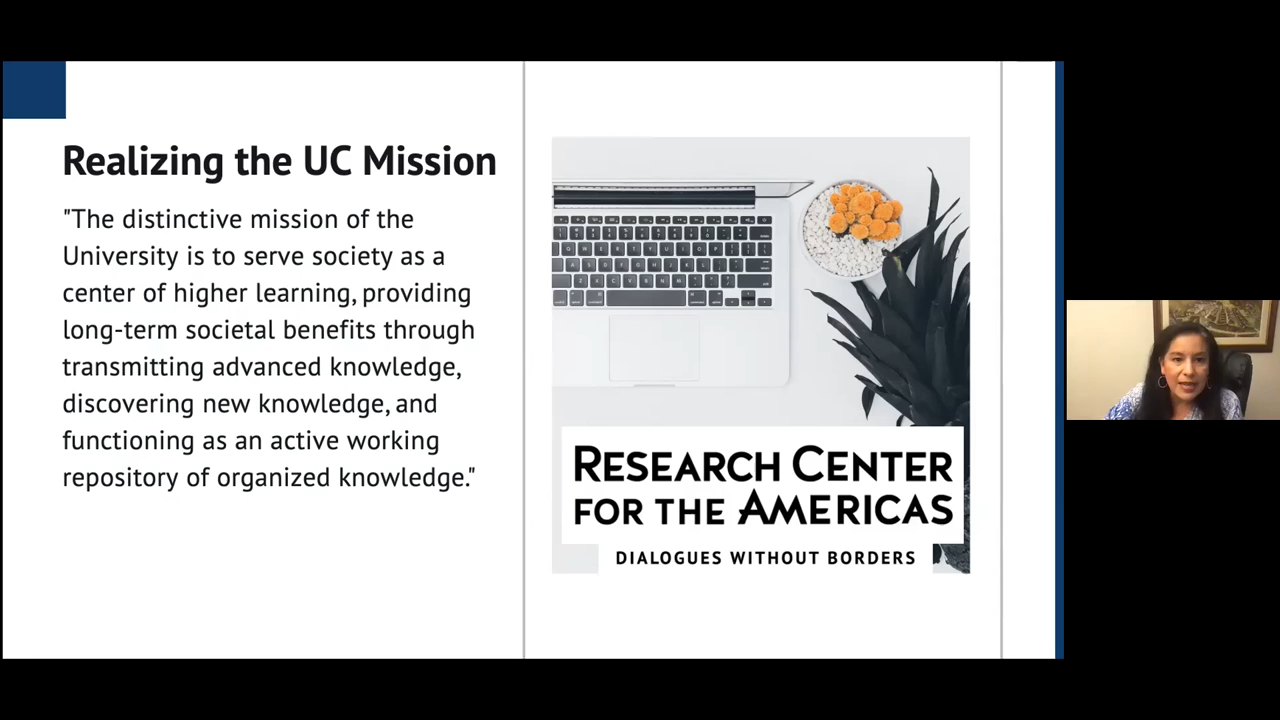 Realizing the UC Mission
"The distinctive mission of the
University is to serve society as a
center of higher learning, providing
long-term societal benefits through
transmitting advanced knowledge,
discovering new knowledge, and
functioning as an active working
repository of organized knowledge."
RESEARCH CENTER
FOR THE AMERICAS
DIALOGUES WITHOUT BORDERS